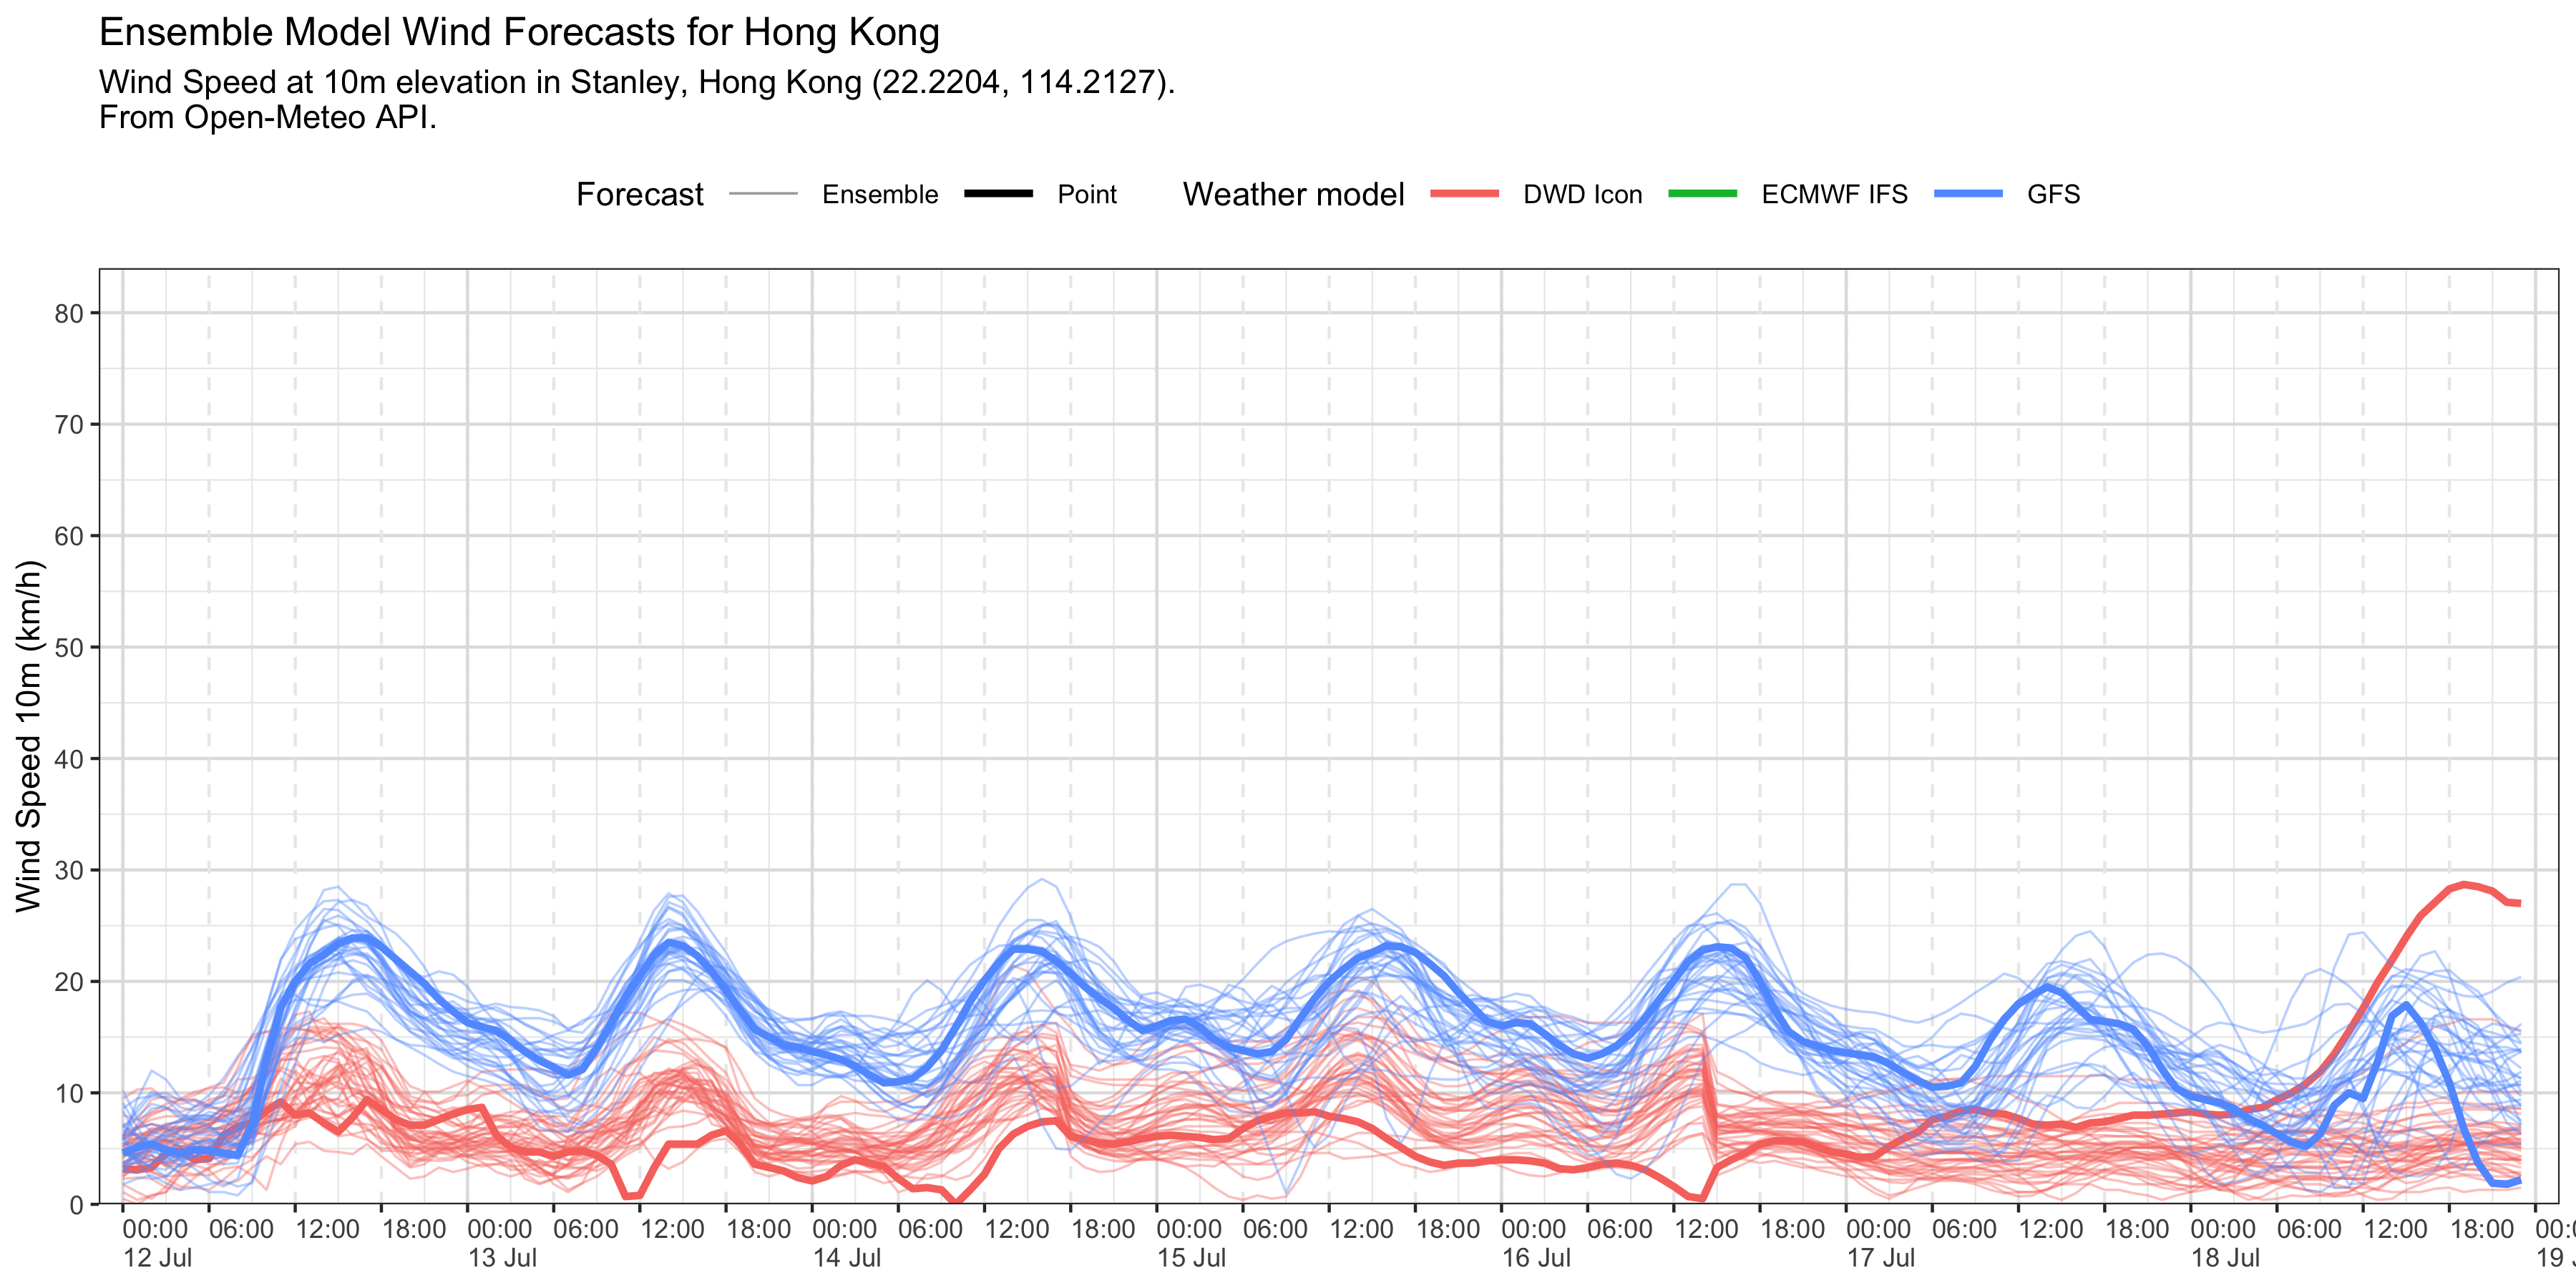 Ensemble Model Wind Forecasts for Hong Kong
Wind Speed at 10m elevation in Stanley, Hong Kong (22.2204, 114.2127).
From Open-Meteo API.
Forecast Ensemble Point Weather model DWD Icon ECMWF IFS GFS
Wind Speed 10m (km/h)
80
70
60
50
40
30
20
10
0
00:00 06:00 12:00 18:00 00:00 06:00 12:00 18:00 00:00 06:00 12:00 18:00 00:00 06:00 12:00 18:00 00:00 06:00 12:00 18:00 00:00 06:00 12:00 18:00 00:00 06:00 12:00 18:00 00:0
12 Jul 13 Jul 14 Jul 15 Jul 16 Jul 17 Jul 18 Jul 19